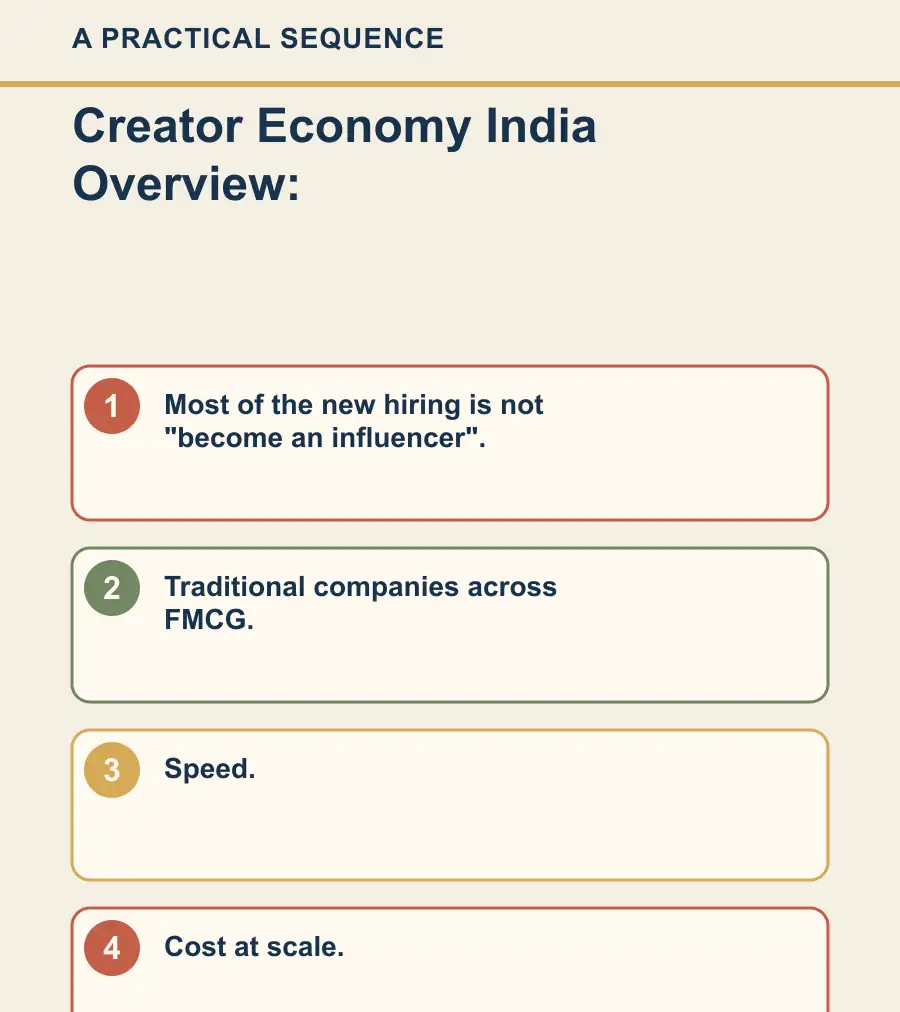 A PRACTICAL SEQUENCE
Creator Economy India
Overview:
1
Most of the new hiring is not
"become an influencer".
2
Traditional companies across
FMCG.
3
Speed.
4
Cost at scale.